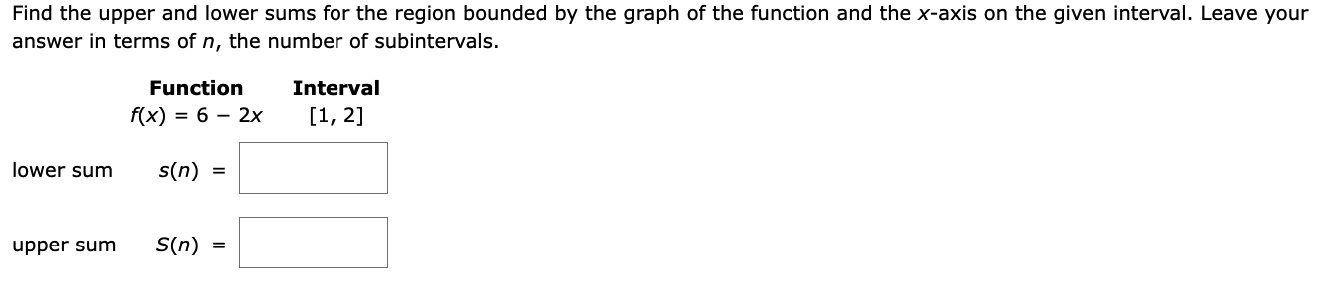 Find the upper and lower sums for the region bounded by the graph of the function and the x-axis on the given interval. Leave your
answer in terms of n, the number of subintervals.
Function Interval
f(x) = 6 − 2x [1, 2]
lower sum s(n) =
upper sum S(n) =